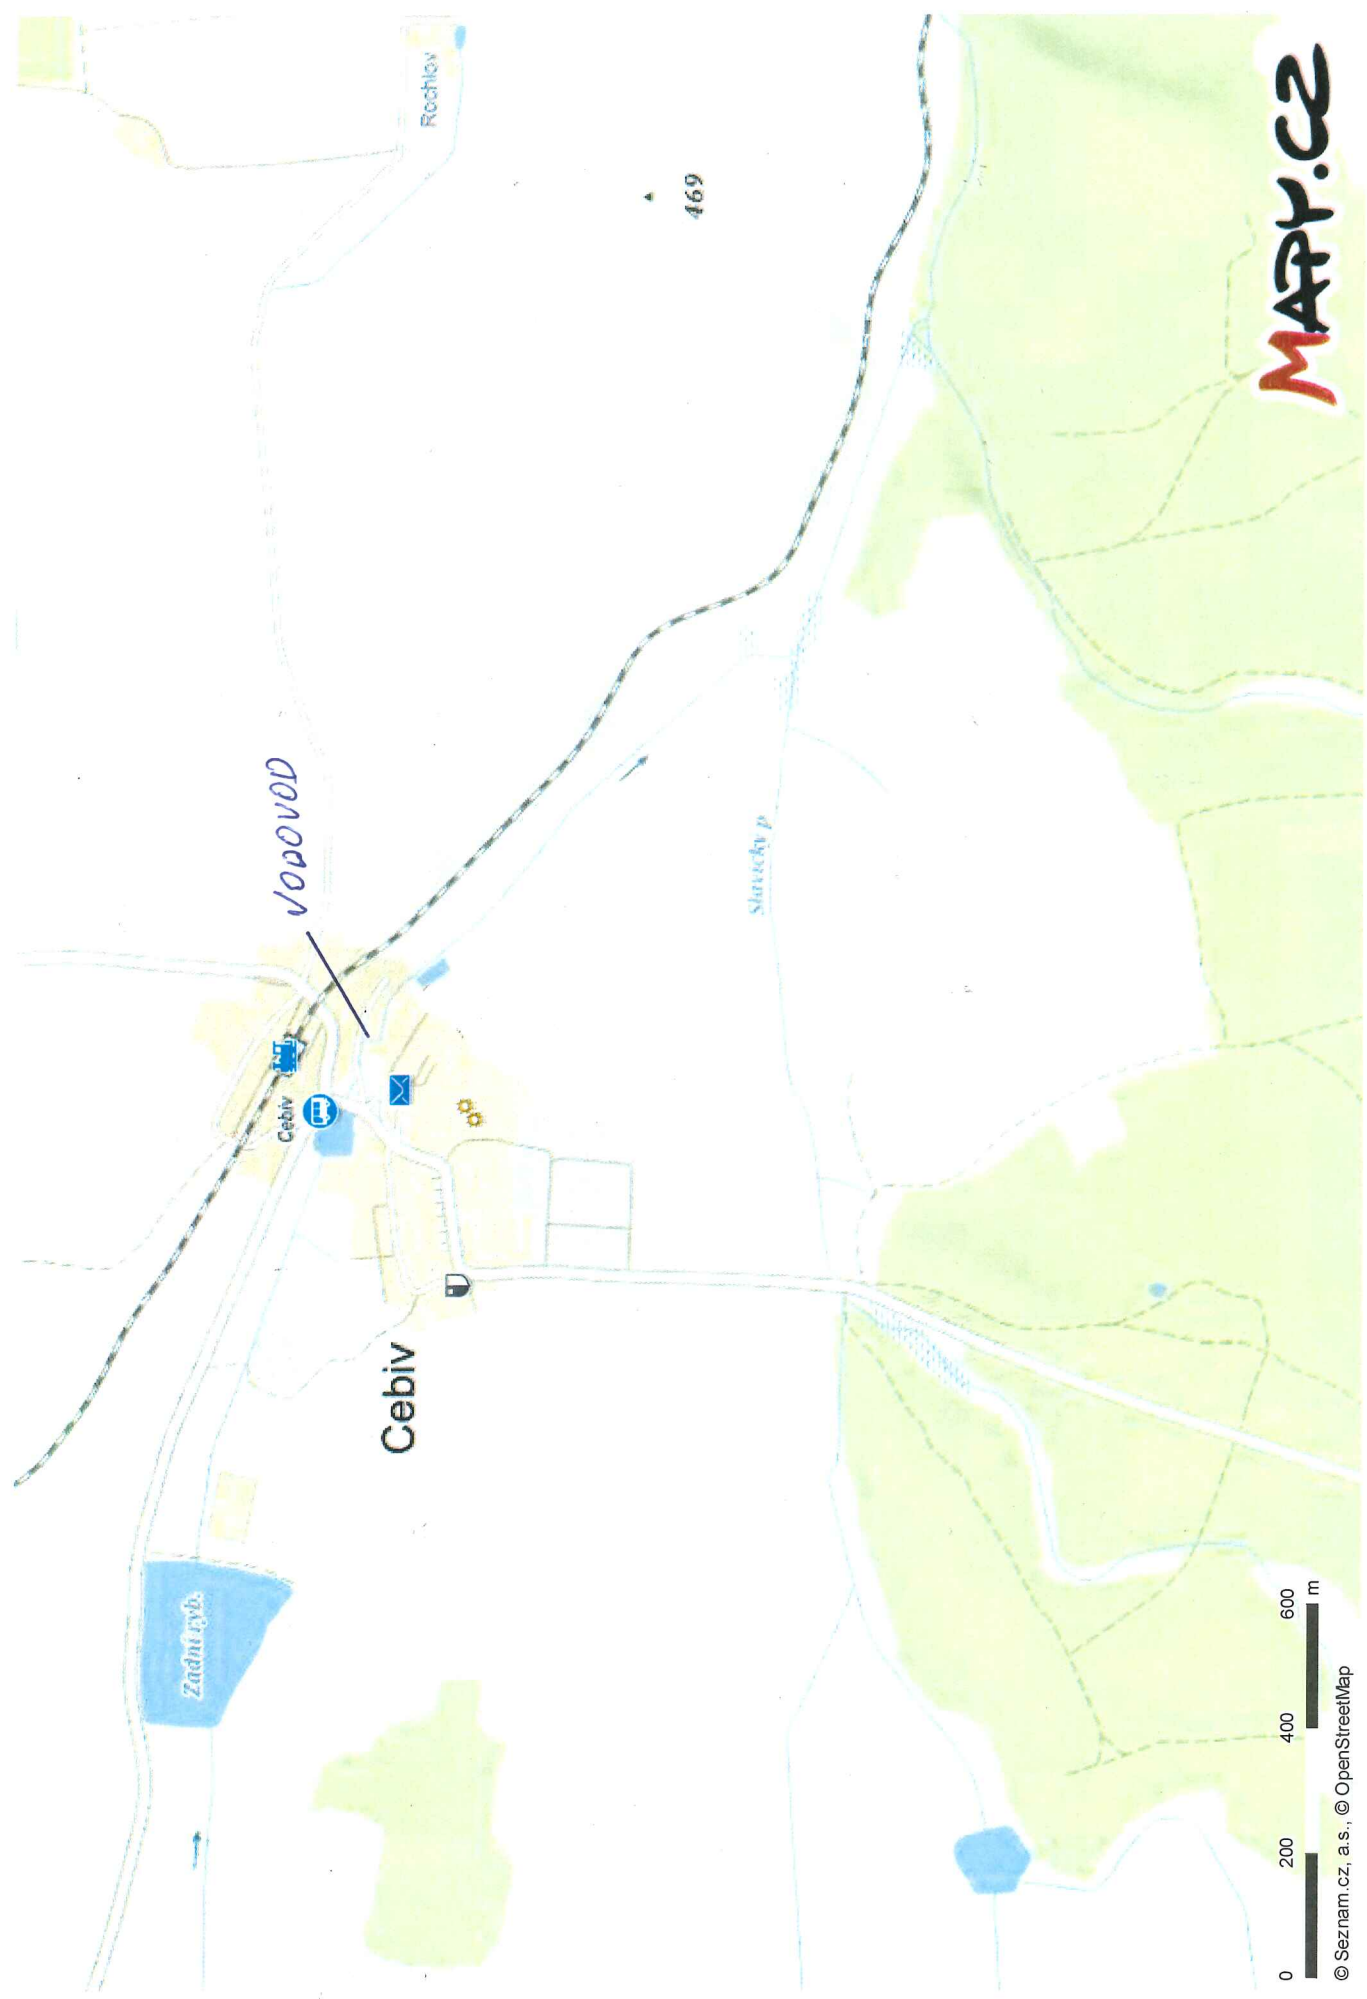 Rochlov
469
MAPY.CZ
VODOVOD
Slavický p.
Cebiv
Cebiv
Zadní ryb.
0 200 400 600 m
© Seznam.cz, a.s., © OpenStreetMap